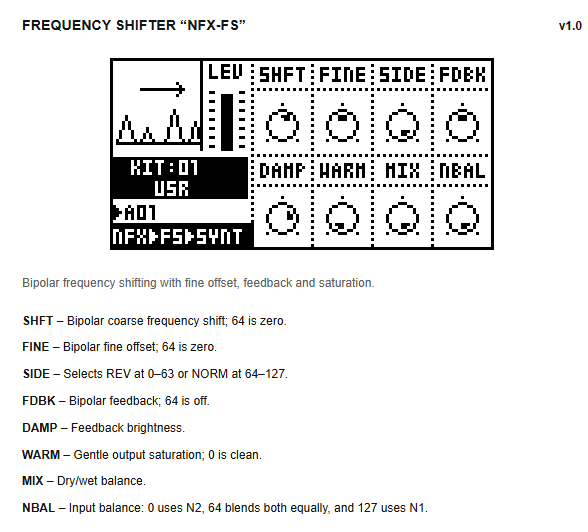 FREQUENCY SHIFTER “NFX-FS” v1.0
LEV SHFT FINE SIDE FDBK
KIT:01 DAMP WARM MIX NBAL
USR
A01
NFX▸FS▸SYNT
Bipolar frequency shifting with fine offset, feedback and saturation.
SHFT – Bipolar coarse frequency shift; 64 is zero.
FINE – Bipolar fine offset; 64 is zero.
SIDE – Selects REV at 0–63 or NORM at 64–127.
FDBK – Bipolar feedback; 64 is off.
DAMP – Feedback brightness.
WARM – Gentle output saturation; 0 is clean.
MIX – Dry/wet balance.
NBAL – Input balance: 0 uses N2, 64 blends both equally, and 127 uses N1.